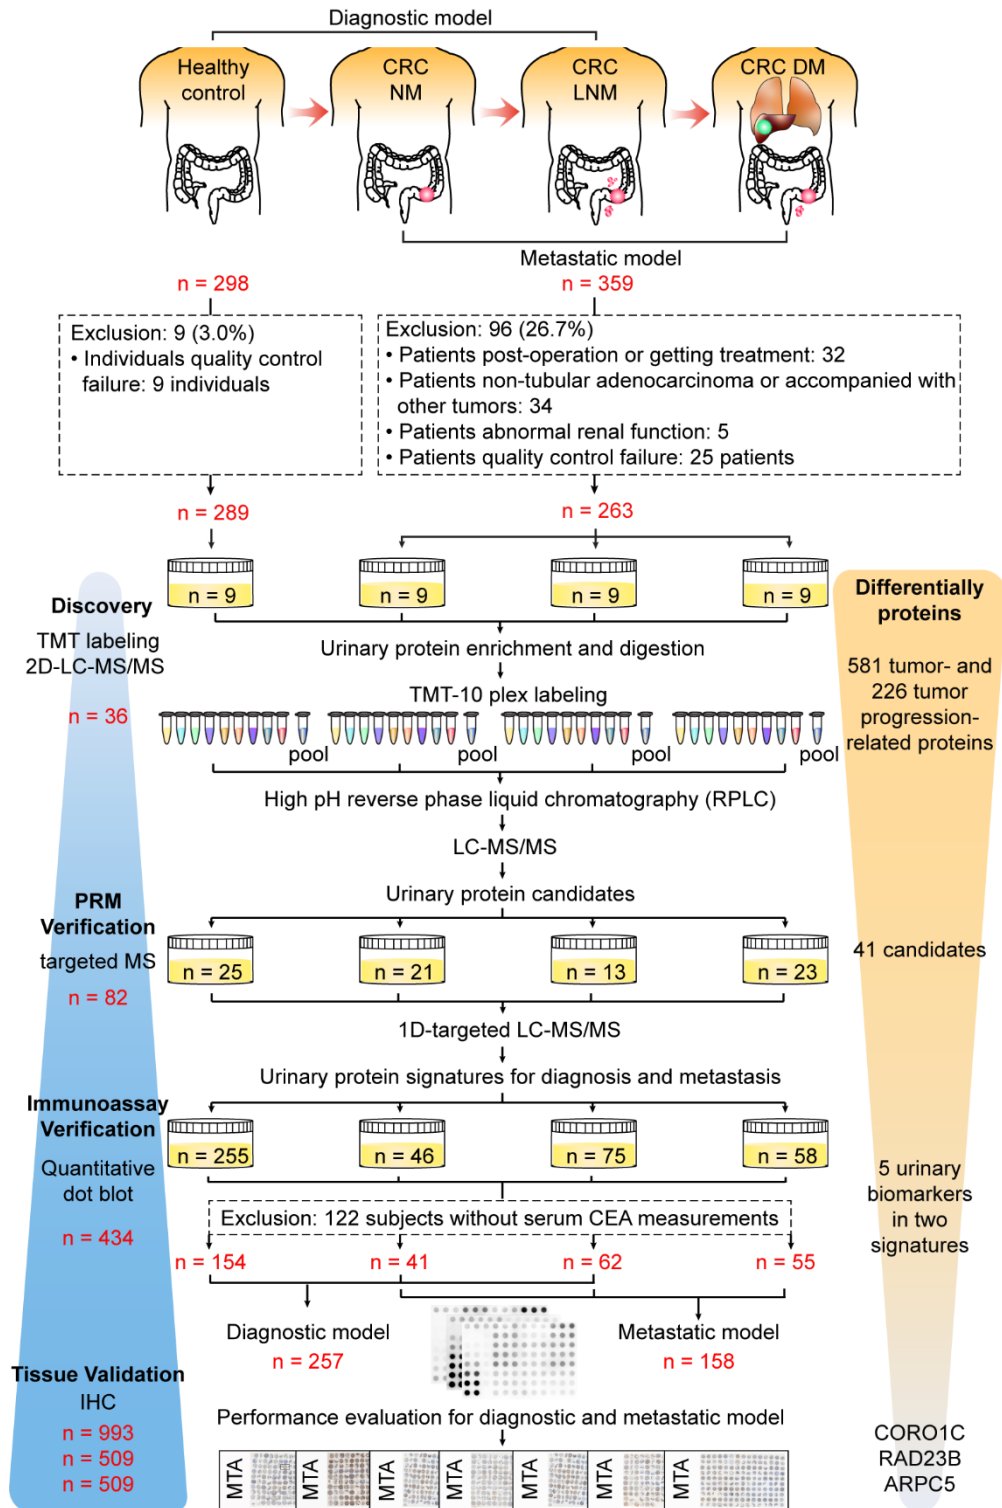 Diagnostic model
Healthy
control
CRC
NM
CRC
LNM
CRC DM
Metastatic model
n = 298
n = 359
Exclusion: 9 (3.0%)
• Individuals quality control
failure: 9 individuals
Exclusion: 96 (26.7%)
• Patients post-operation or getting treatment: 32
• Patients non-tubular adenocarcinoma or accompanied with
other tumors: 34
• Patients abnormal renal function: 5
• Patients quality control failure: 25 patients
n = 289
n = 263
Discovery
TMT labeling
2D-LC-MS/MS
n = 36
n = 9
n = 9
n = 9
n = 9
Differentially
proteins
581 tumor- and
226 tumor
progression-
related proteins
Urinary protein enrichment and digestion
TMT-10 plex labeling
pool
pool
pool
pool
High pH reverse phase liquid chromatography (RPLC)
LC-MS/MS
Urinary protein candidates
PRM
Verification
targeted MS
n = 82
n = 25
n = 21
n = 13
n = 23
41 candidates
1D-targeted LC-MS/MS
Urinary protein signatures for diagnosis and metastasis
Immunoassay
Verification
Quantitative
dot blot
n = 434
n = 255
n = 46
n = 75
n = 58
5 urinary
biomarkers
in two
signatures
Exclusion: 122 subjects without serum CEA measurements
n = 154
n = 41
n = 62
n = 55
Diagnostic model
n = 257
Metastatic model
n = 158
Tissue Validation
IHC
n = 993
n = 509
n = 509
Performance evaluation for diagnostic and metastatic model
MTA
MTA
MTA
MTA
MTA
MTA
MTA
CORO1C
RAD23B
ARPC5